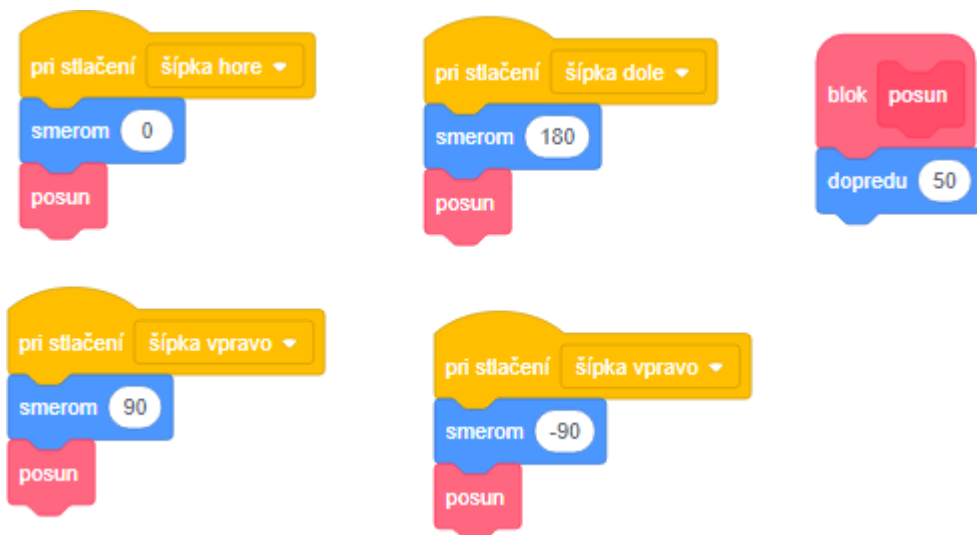 pri stlačení šípka hore
smerom 0
posun
pri stlačení šípka dole
smerom 180
posun
blok posun
dopredu 50
pri stlačení šípka vpravo
smerom 90
posun
pri stlačení šípka vpravo
smerom -90
posun